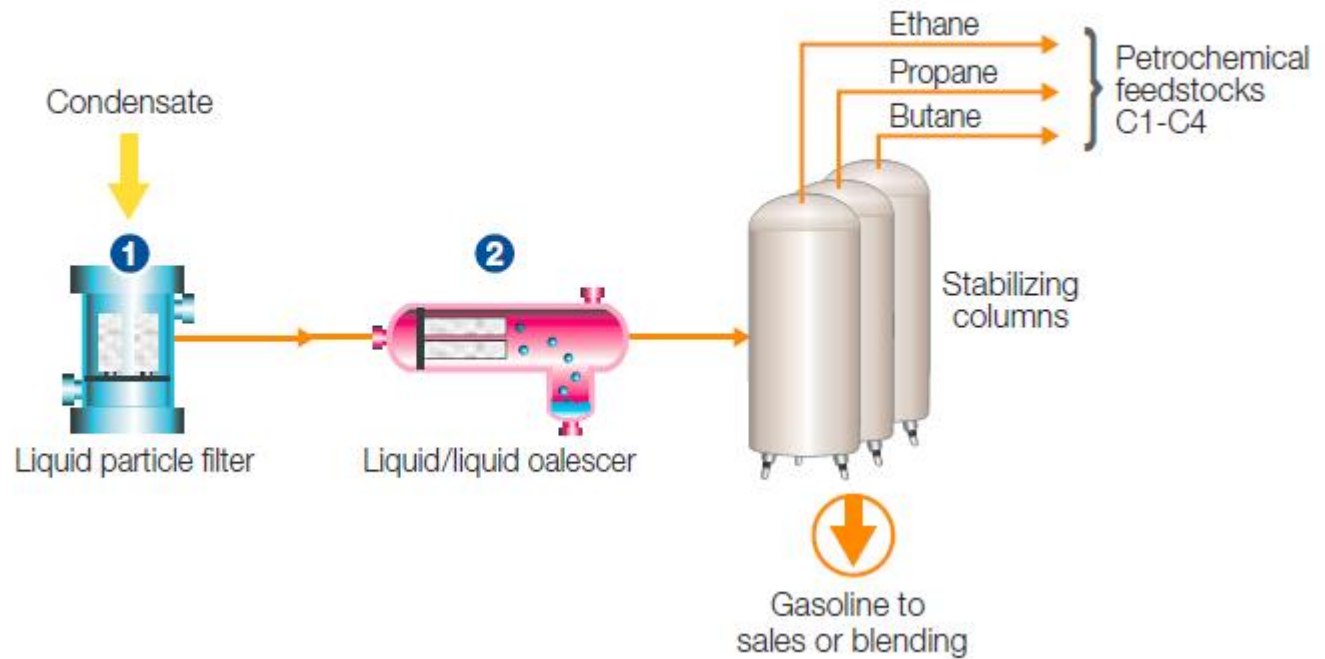 Ethane
Propane
Butane
Petrochemical
feedstocks
C1-C4
Condensate
1
2
Stabilizing
columns
Liquid particle filter
Liquid/liquid oalescer
Gasoline to
sales or blending